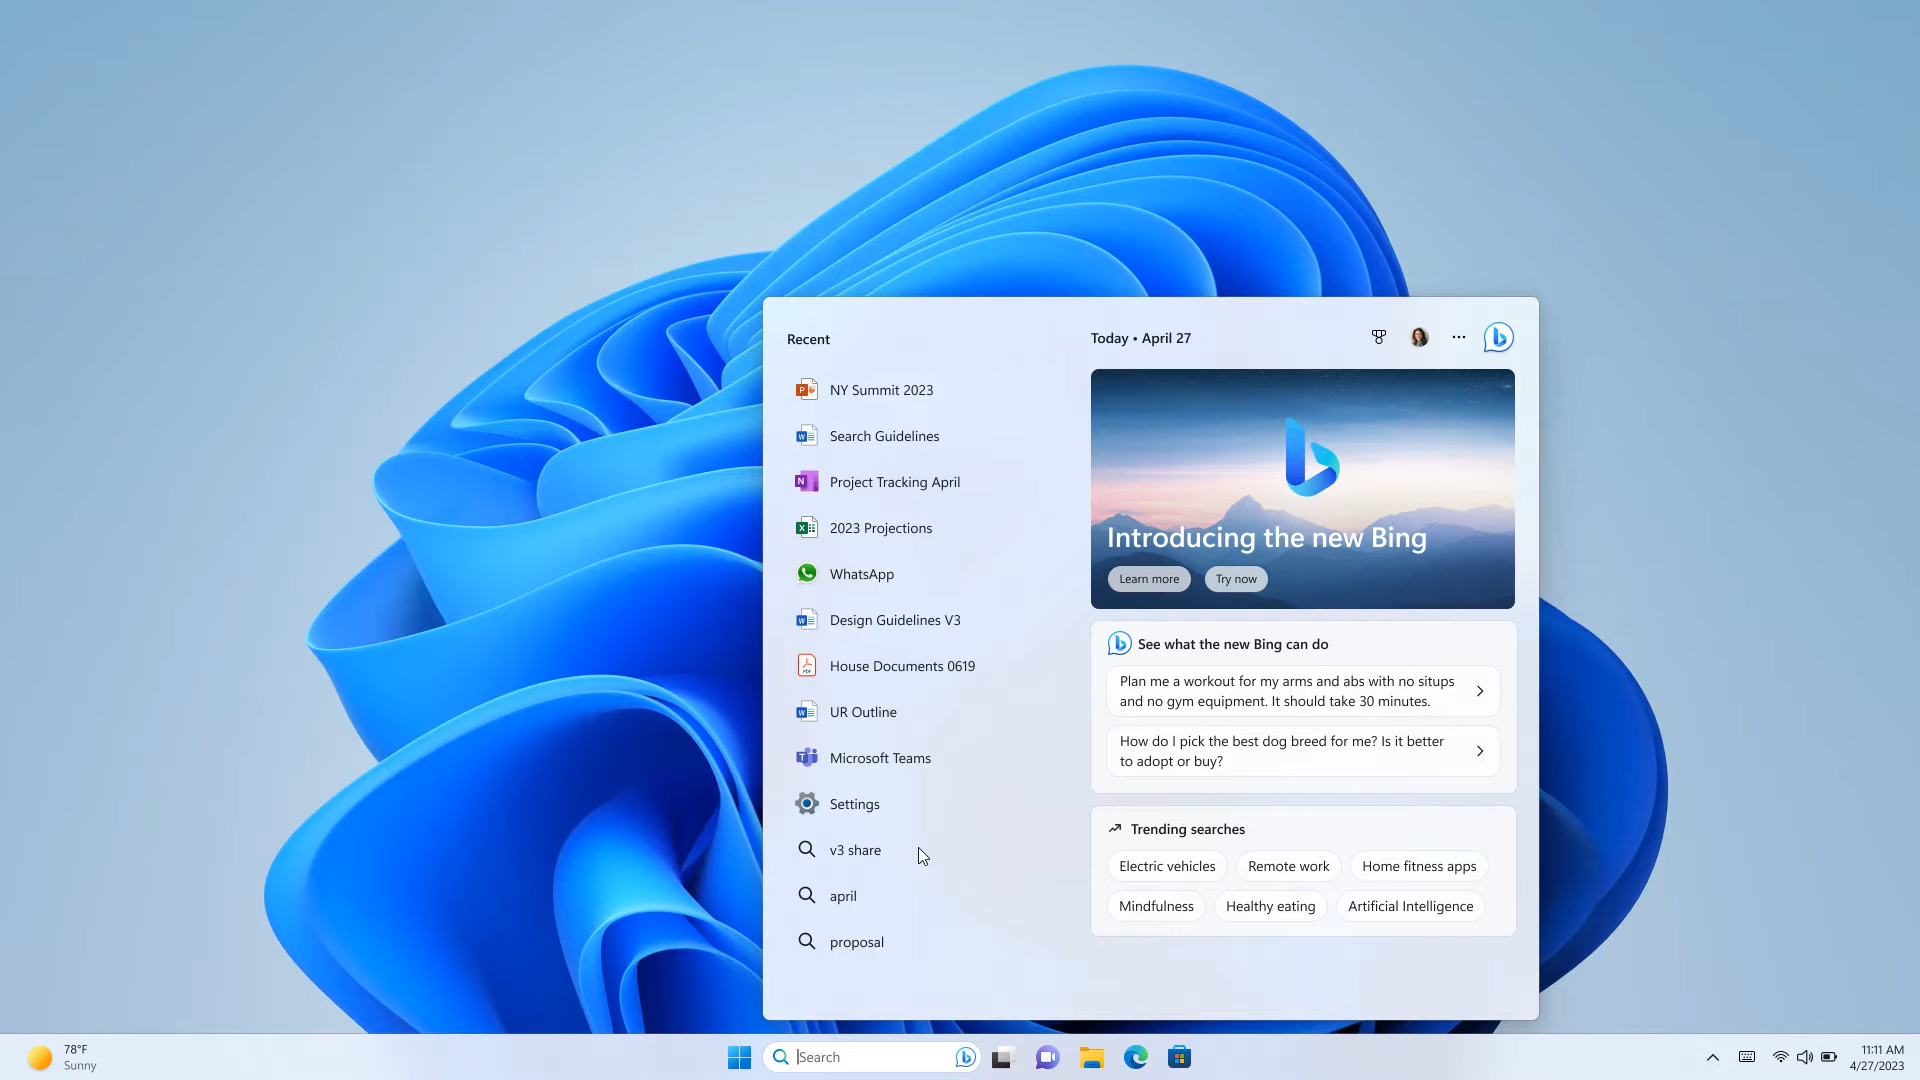 Recent
NY Summit 2023
Search Guidelines
Project Tracking April
2023 Projections
WhatsApp
Design Guidelines V3
House Documents 0619
UR Outline
Microsoft Teams
Settings
v3 share
april
proposal
Today • April 27
Introducing the new Bing
Learn more
Try now
See what the new Bing can do
Plan me a workout for my arms and abs with no situps
and no gym equipment. It should take 30 minutes.
How do I pick the best dog breed for me? Is it better
to adopt or buy?
Trending searches
Electric vehicles
Remote work
Home fitness apps
Mindfulness
Healthy eating
Artificial Intelligence
78°F
Sunny
Search
11:11 AM
4/27/2023